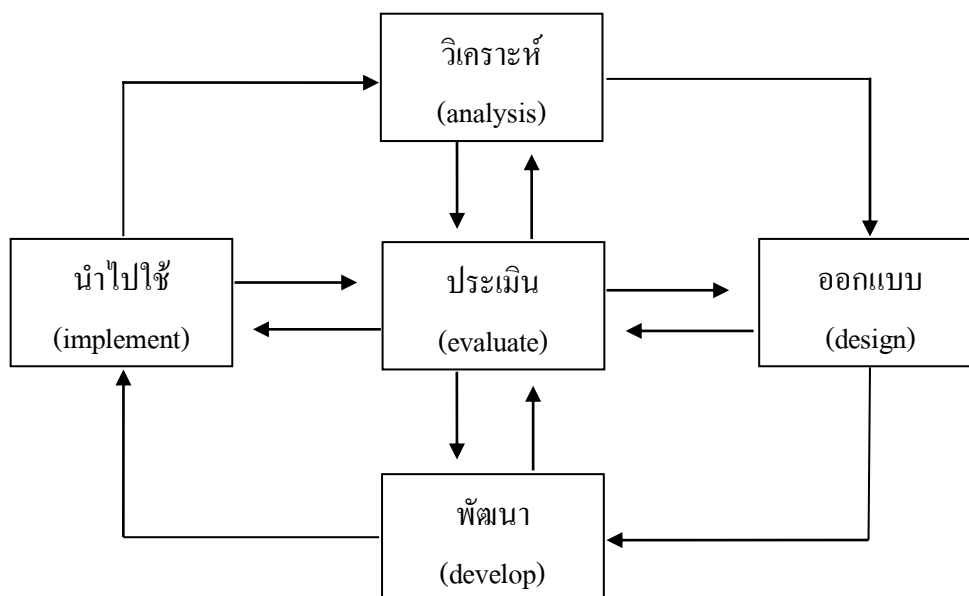 วิเคราะห์
(analysis)
นำไปใช้
(implement)
ประเมิน
(evaluate)
ออกแบบ
(design)
พัฒนา
(develop)